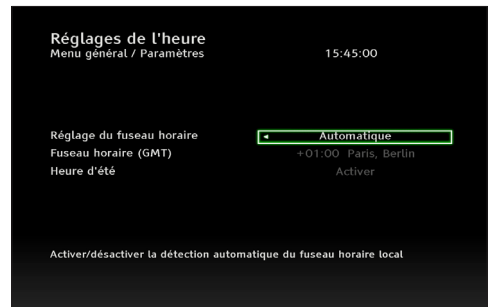 Réglages de l'heure
Menu général / Paramètres 15:45:00
Réglage du fuseau horaire Automatique
Fuseau horaire (GMT) +01:00 Paris, Berlin
Heure d'été Activer
Activer/désactiver la détection automatique du fuseau horaire local